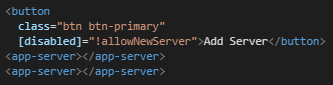 <button
class="btn btn-primary"
[disabled]="!allowNewServer">Add Server</button>
<app-server></app-server>
<app-server></app-server>